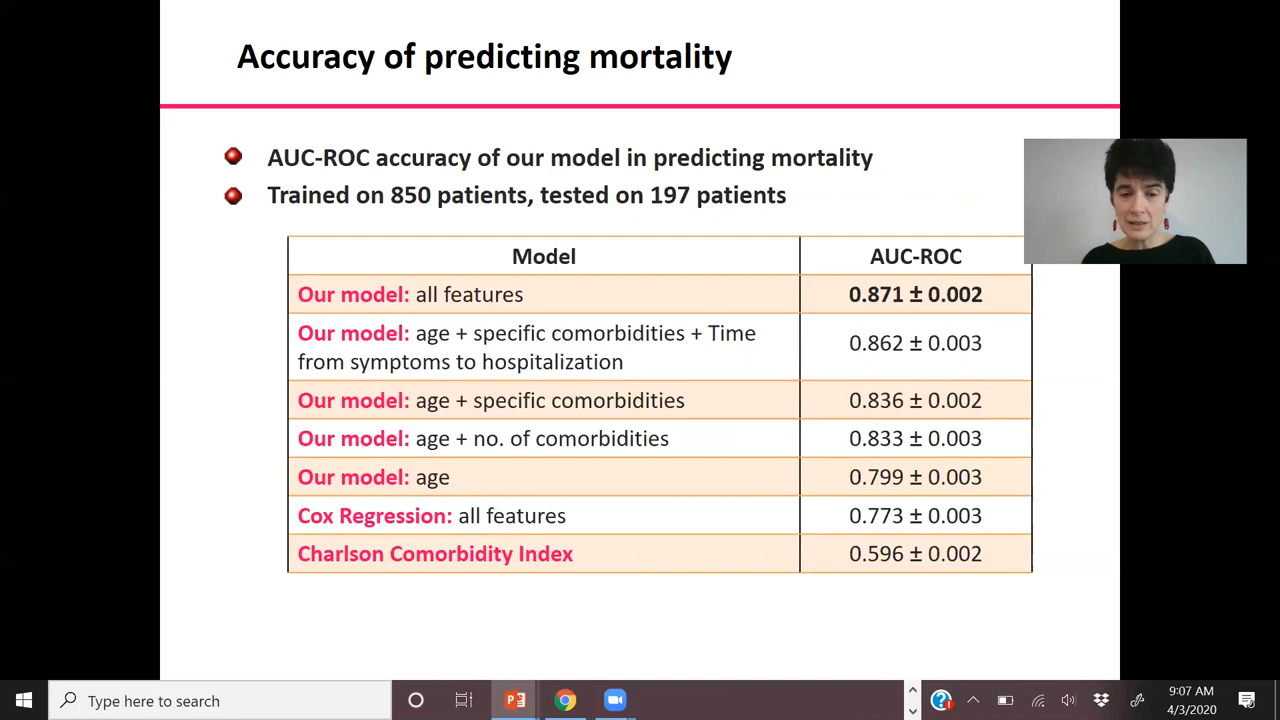 Accuracy of predicting mortality
AUC-ROC accuracy of our model in predicting mortality
Trained on 850 patients, tested on 197 patients
Model AUC-ROC
Our model: all features 0.871 ± 0.002
Our model: age + specific comorbidities + Time
from symptoms to hospitalization 0.862 ± 0.003
Our model: age + specific comorbidities 0.836 ± 0.002
Our model: age + no. of comorbidities 0.833 ± 0.003
Our model: age 0.799 ± 0.003
Cox Regression: all features 0.773 ± 0.003
Charlson Comorbidity Index 0.596 ± 0.002
Type here to search
9:07 AM
4/3/2020